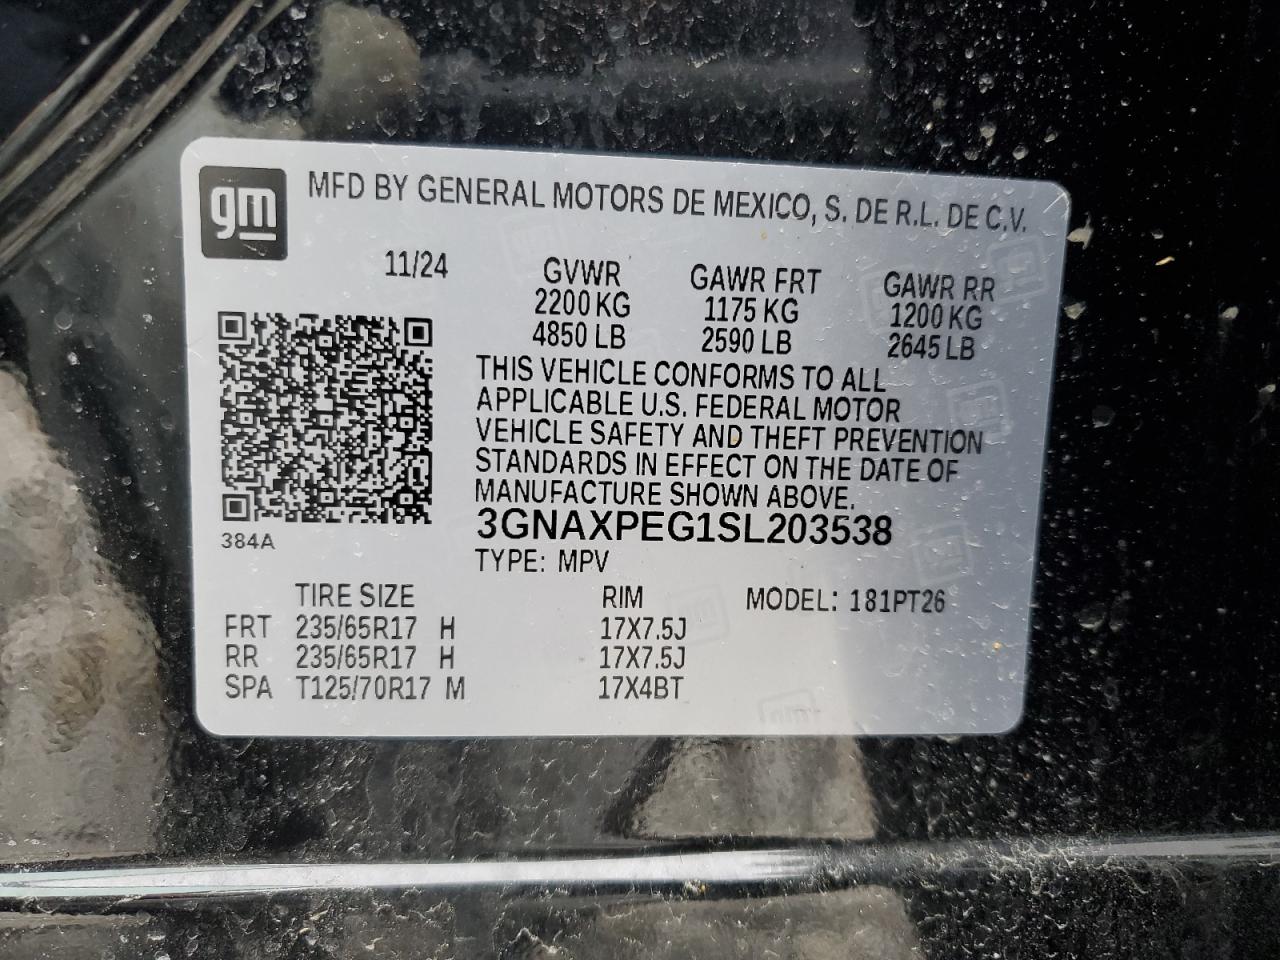 gm
MFD BY GENERAL MOTORS DE MEXICO, S. DE R.L. DE C.V.
11/24 GVWR GAWR FRT GAWR RR
2200 KG 1175 KG 1200 KG
4850 LB 2590 LB 2645 LB
THIS VEHICLE CONFORMS TO ALL
APPLICABLE U.S. FEDERAL MOTOR
VEHICLE SAFETY AND THEFT PREVENTION
STANDARDS IN EFFECT ON THE DATE OF
MANUFACTURE SHOWN ABOVE.
3GNAXPEG1SL203538
384A
TYPE: MPV
TIRE SIZE RIM MODEL: 181PT26
FRT 235/65R17 H 17X7.5J
RR 235/65R17 H 17X7.5J
SPA T125/70R17 M 17X4BT